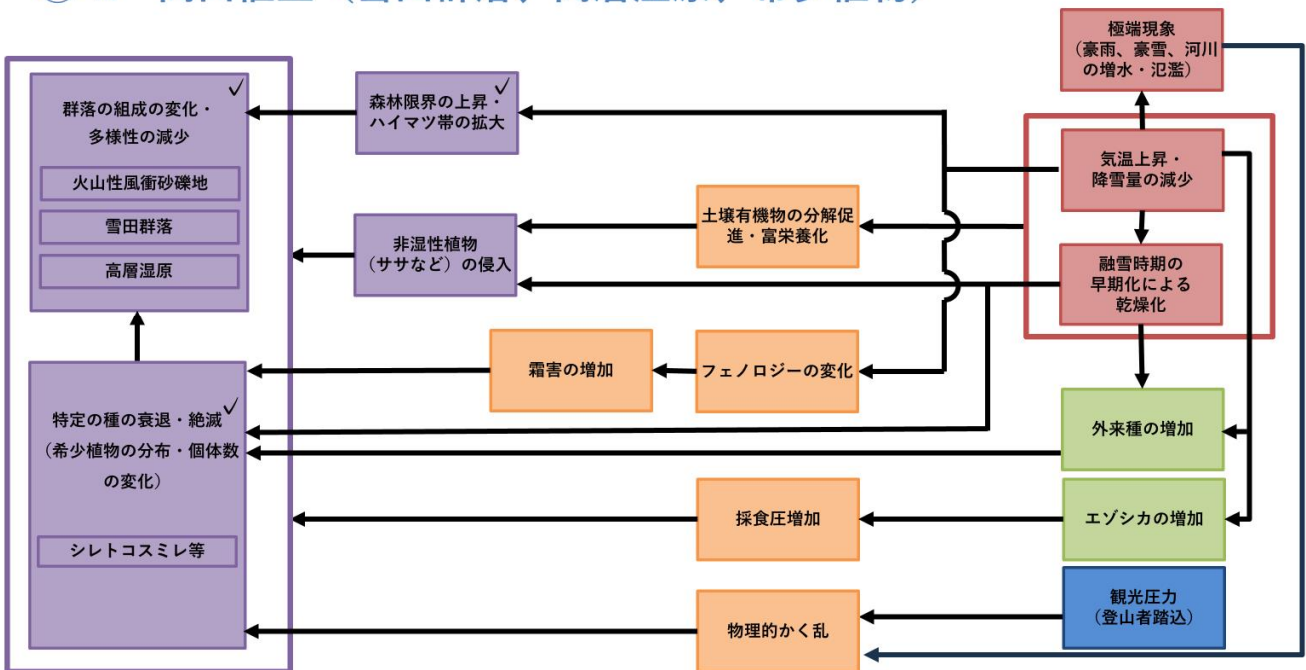 極端現象
（豪雨、豪雪、河川
の増水・氾濫）
群落の組成の変化・
多様性の減少
✓
火山性風衝砂礫地
雪田群落
高層湿原
森林限界の上昇・
ハイマツ帯の拡大
✓
気温上昇・
降雪量の減少
土壌有機物の分解促
進・富栄養化
非湿性植物
（ササなど）の侵入
融雪時期の
早期化による
乾燥化
霜害の増加
フェノロジーの変化
特定の種の衰退・絶滅
✓
（希少植物の分布・個体数
の変化）
シレトコスミレ等
外来種の増加
採食圧増加
エゾシカの増加
物理的かく乱
観光圧力
（登山者踏込）